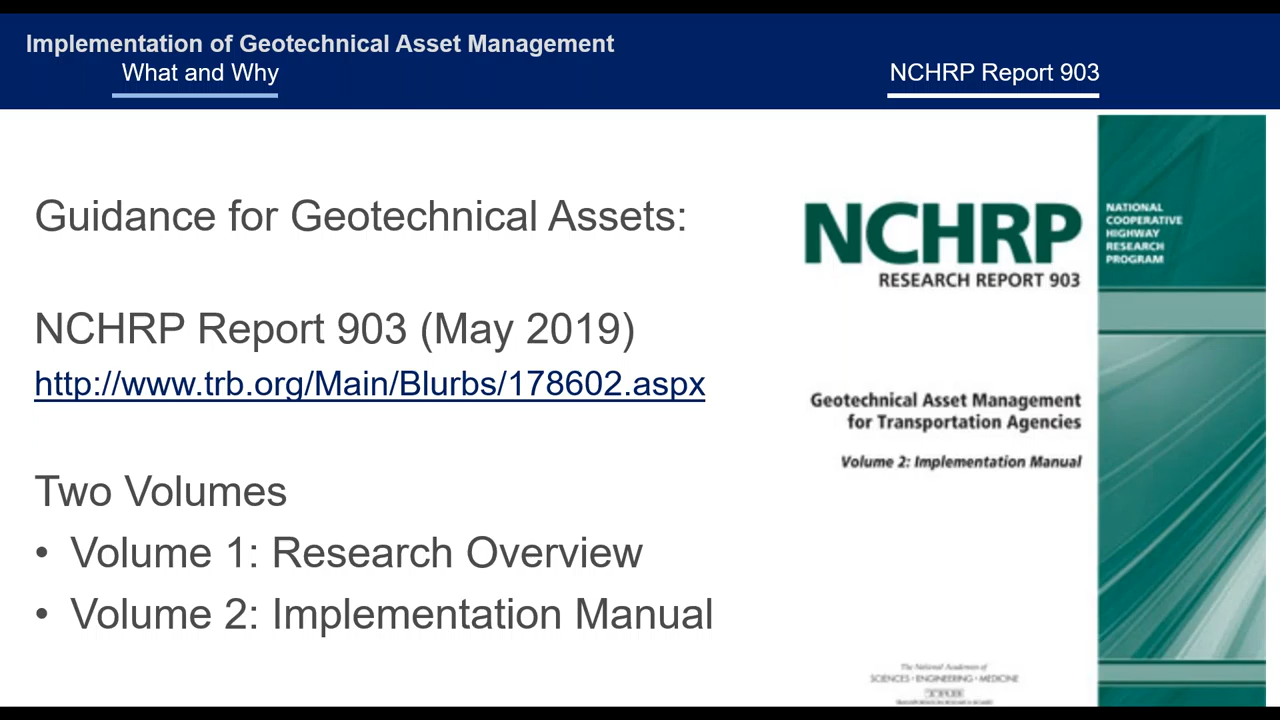 Implementation of Geotechnical Asset Management
What and Why
NCHRP Report 903
Guidance for Geotechnical Assets:
NCHRP Report 903 (May 2019)
http://www.trb.org/Main/Blurbs/178602.aspx
Two Volumes
• Volume 1: Research Overview
• Volume 2: Implementation Manual
NCHRP
RESEARCH REPORT 903
NATIONAL
COOPERATIVE
HIGHWAY
RESEARCH
PROGRAM
Geotechnical Asset Management
for Transportation Agencies
Volume 2: Implementation Manual
The National Academies of
SCIENCES • ENGINEERING • MEDICINE